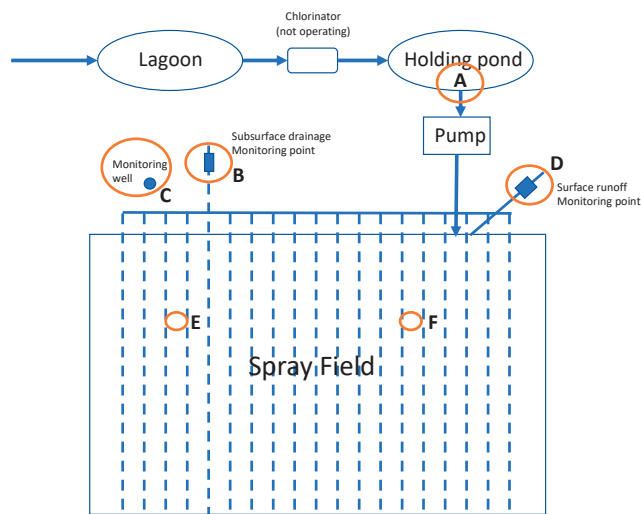 Chlorinator
(not operating)
Lagoon
Holding pond
A
Pump
Subsurface drainage
Monitoring point
B
Monitoring
well
C
D
Surface runoff
Monitoring point
E
F
Spray Field